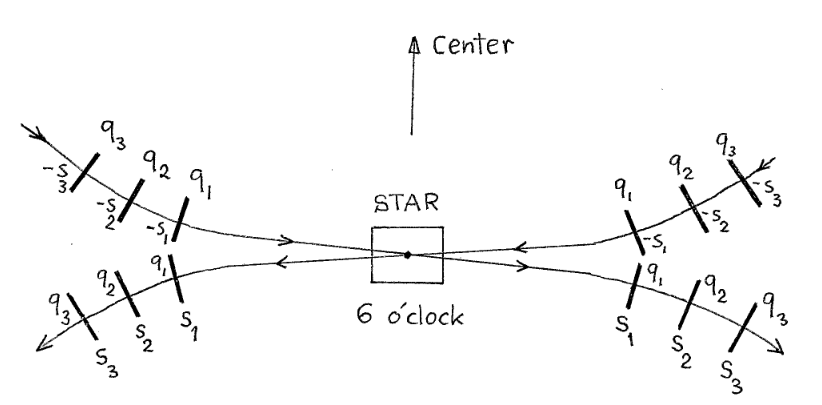 Center
q3
q2
q1
-s3
-s2
-s1
STAR
6 o'clock
q1
q2
q3
-s1
-s2
-s3
q3
q2
q1
S3
S2
S1
q1
q2
q3
S1
S2
S3